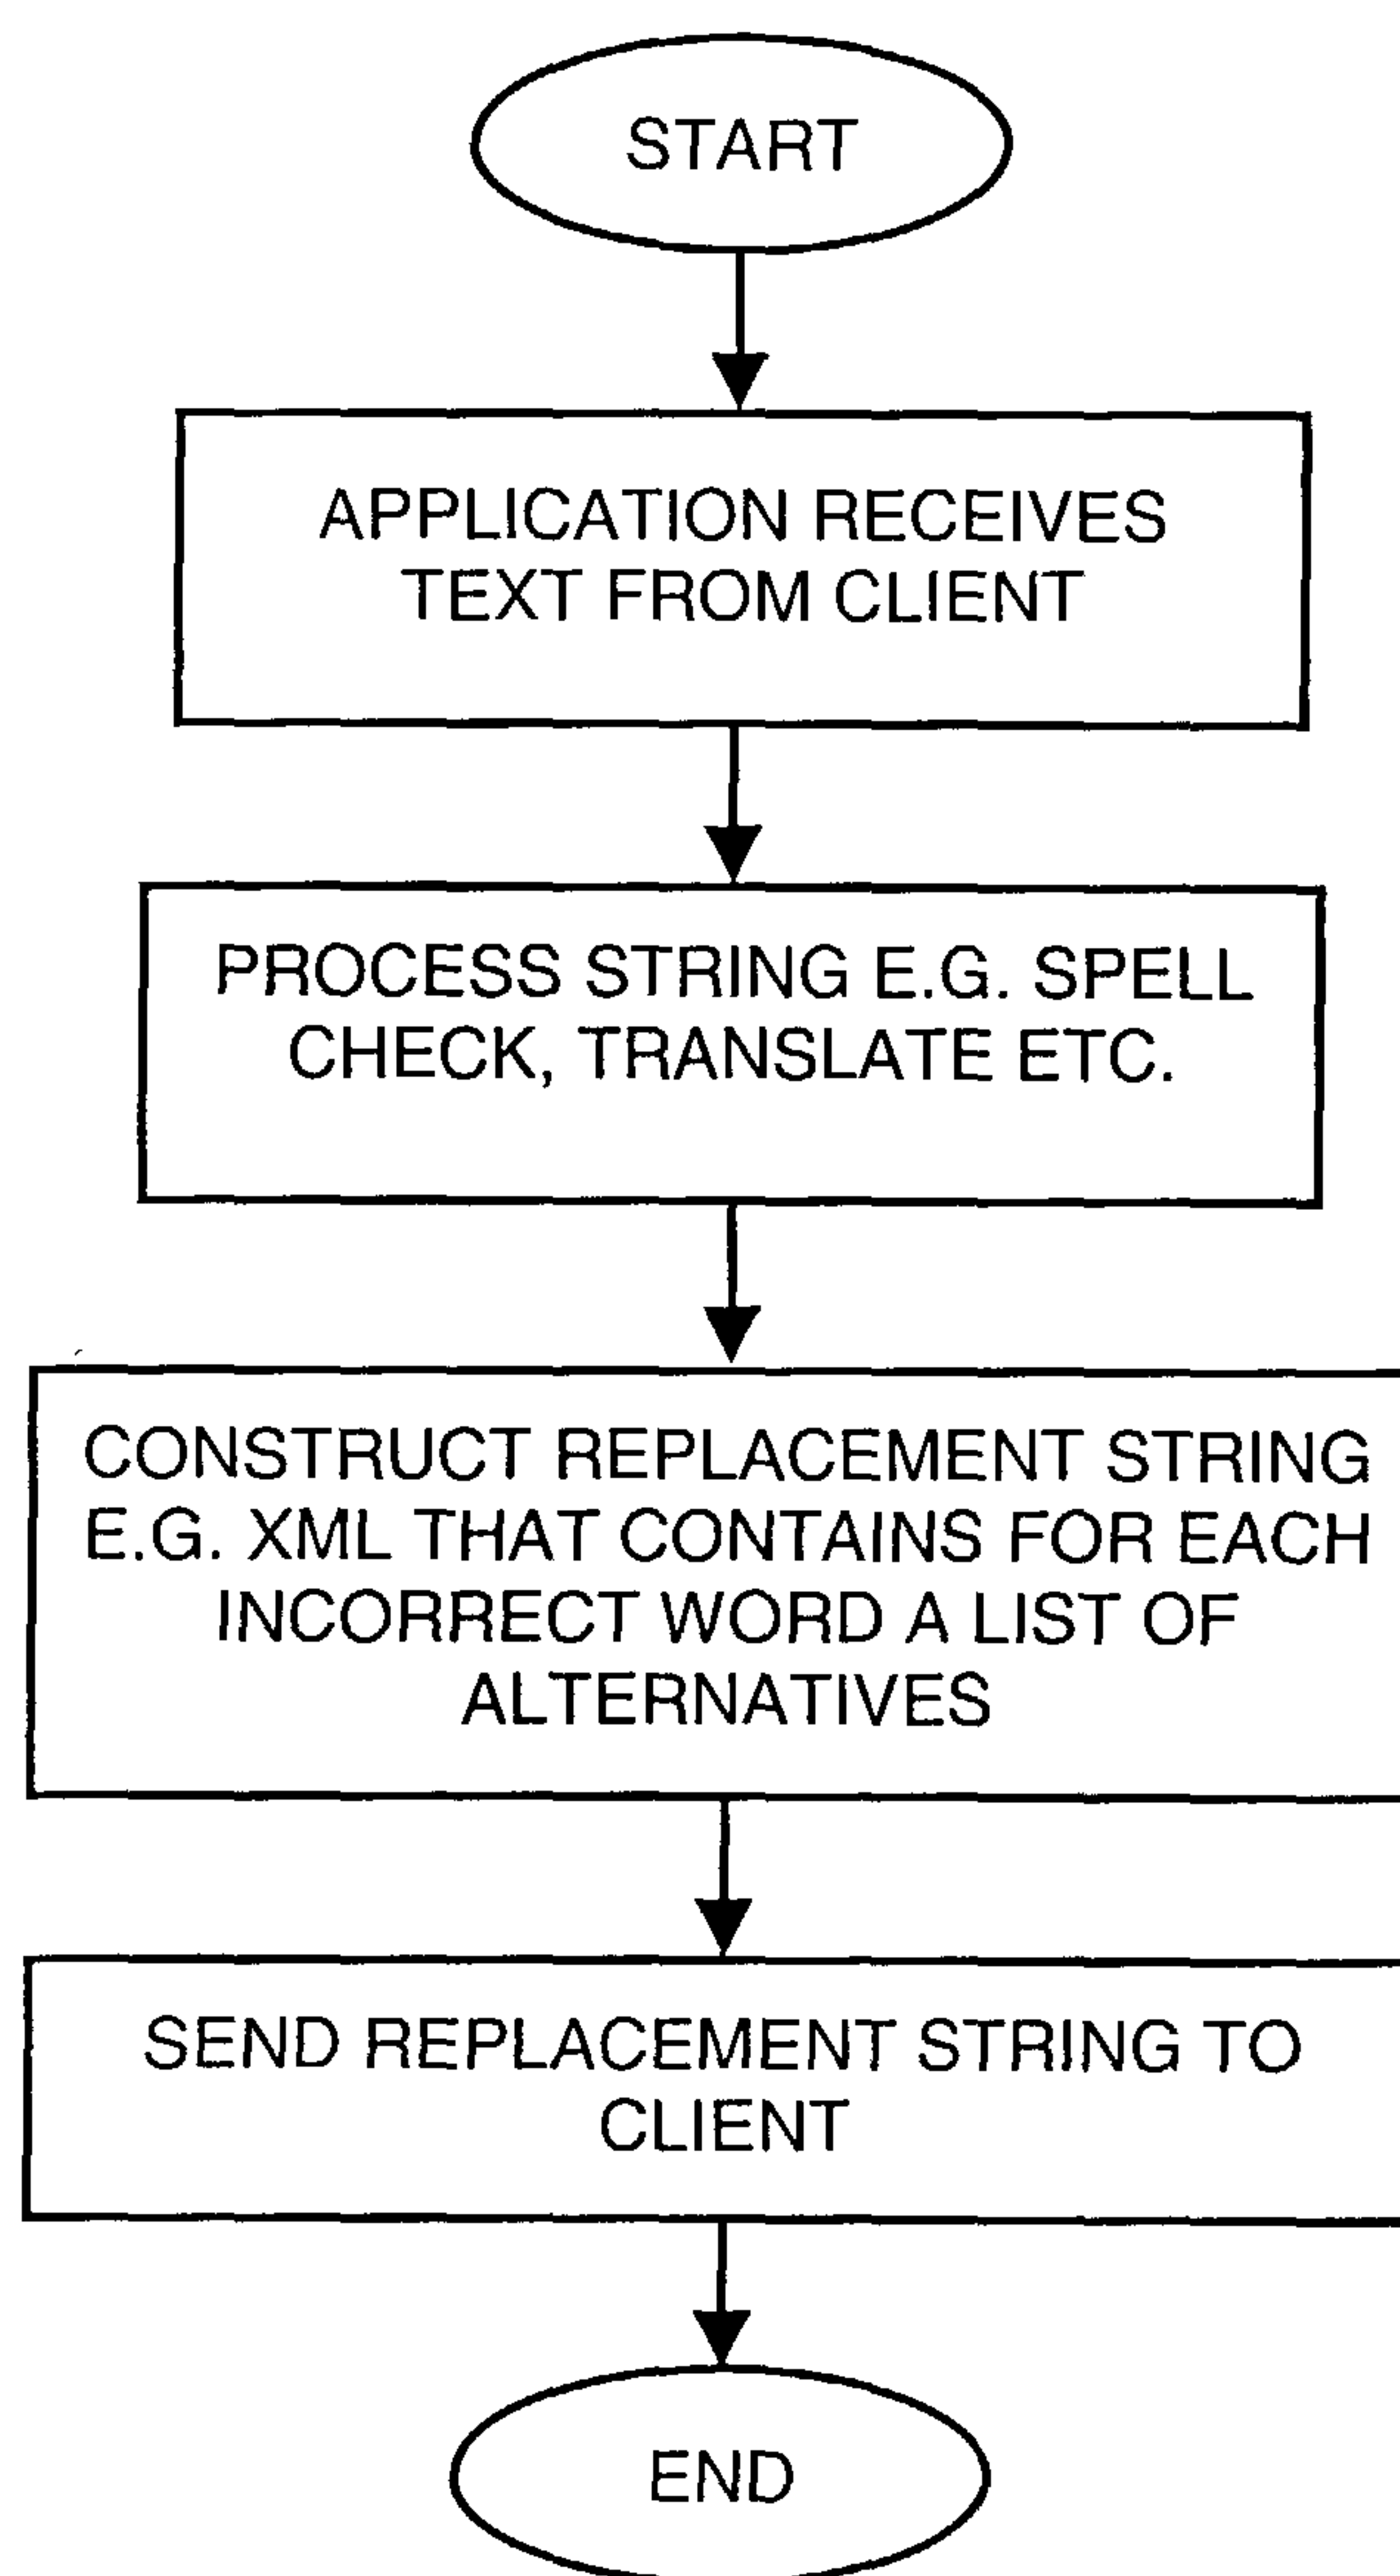 START
APPLICATION RECEIVES
TEXT FROM CLIENT
PROCESS STRING E.G. SPELL
CHECK, TRANSLATE ETC.
CONSTRUCT REPLACEMENT STRING
E.G. XML THAT CONTAINS FOR EACH
INCORRECT WORD A LIST OF
ALTERNATIVES
SEND REPLACEMENT STRING TO
CLIENT
END